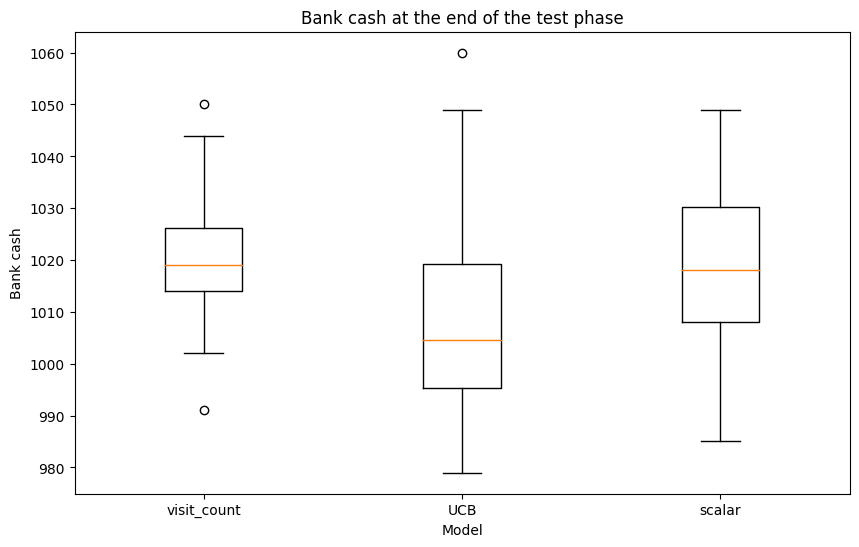 Bank cash at the end of the test phase
1060
1050
1040
1030
1020
1010
1000
990
980
Bank cash
visit_count
UCB
scalar
Model